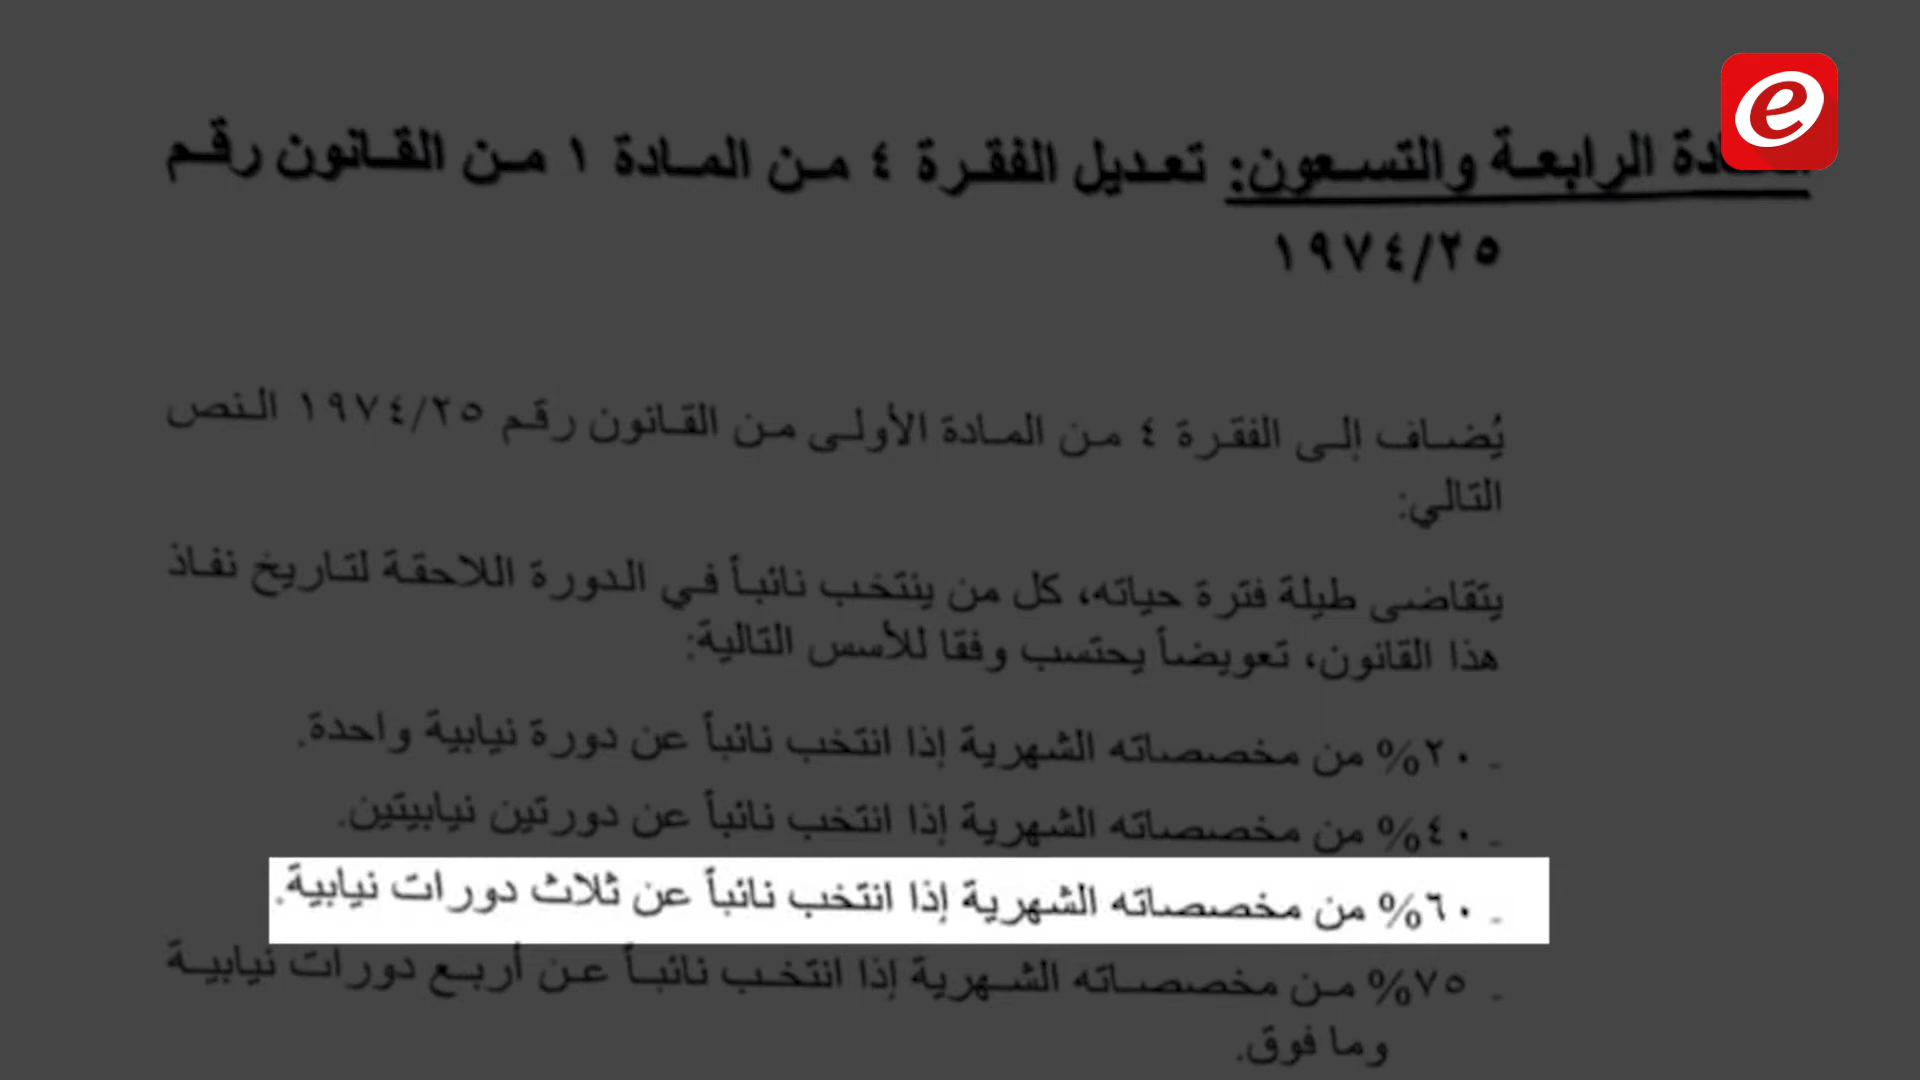 الرابعة والتسعون: تعديل الفقرة ٤ من المادة ١ من القانون رقم
١٩٧٤/٢٥
يُضاف إلى الفقرة ٤ من المادة الأولى من القانون رقم ١٩٧٤/٢٥ النص
التالي:
يتقاضى طيلة فترة حياته، كل من ينتخب نائباً في الدورة اللاحقة لتاريخ نفاذ
هذا القانون، تعويضاً يحتسب وفقا للأسس التالية:
- ٢٠% من مخصصاته الشهرية إذا انتخب نائباً عن دورة نيابية واحدة.
- ٤٠% من مخصصاته الشهرية إذا انتخب نائباً عن دورتين نيابيتين.
- ٦٠% من مخصصاته الشهرية إذا انتخب نائباً عن ثلاث دورات نيابية.
- ٧٥% من مخصصاته الشهرية إذا انتخب نائباً عن أربع دورات نيابية
وما فوق.